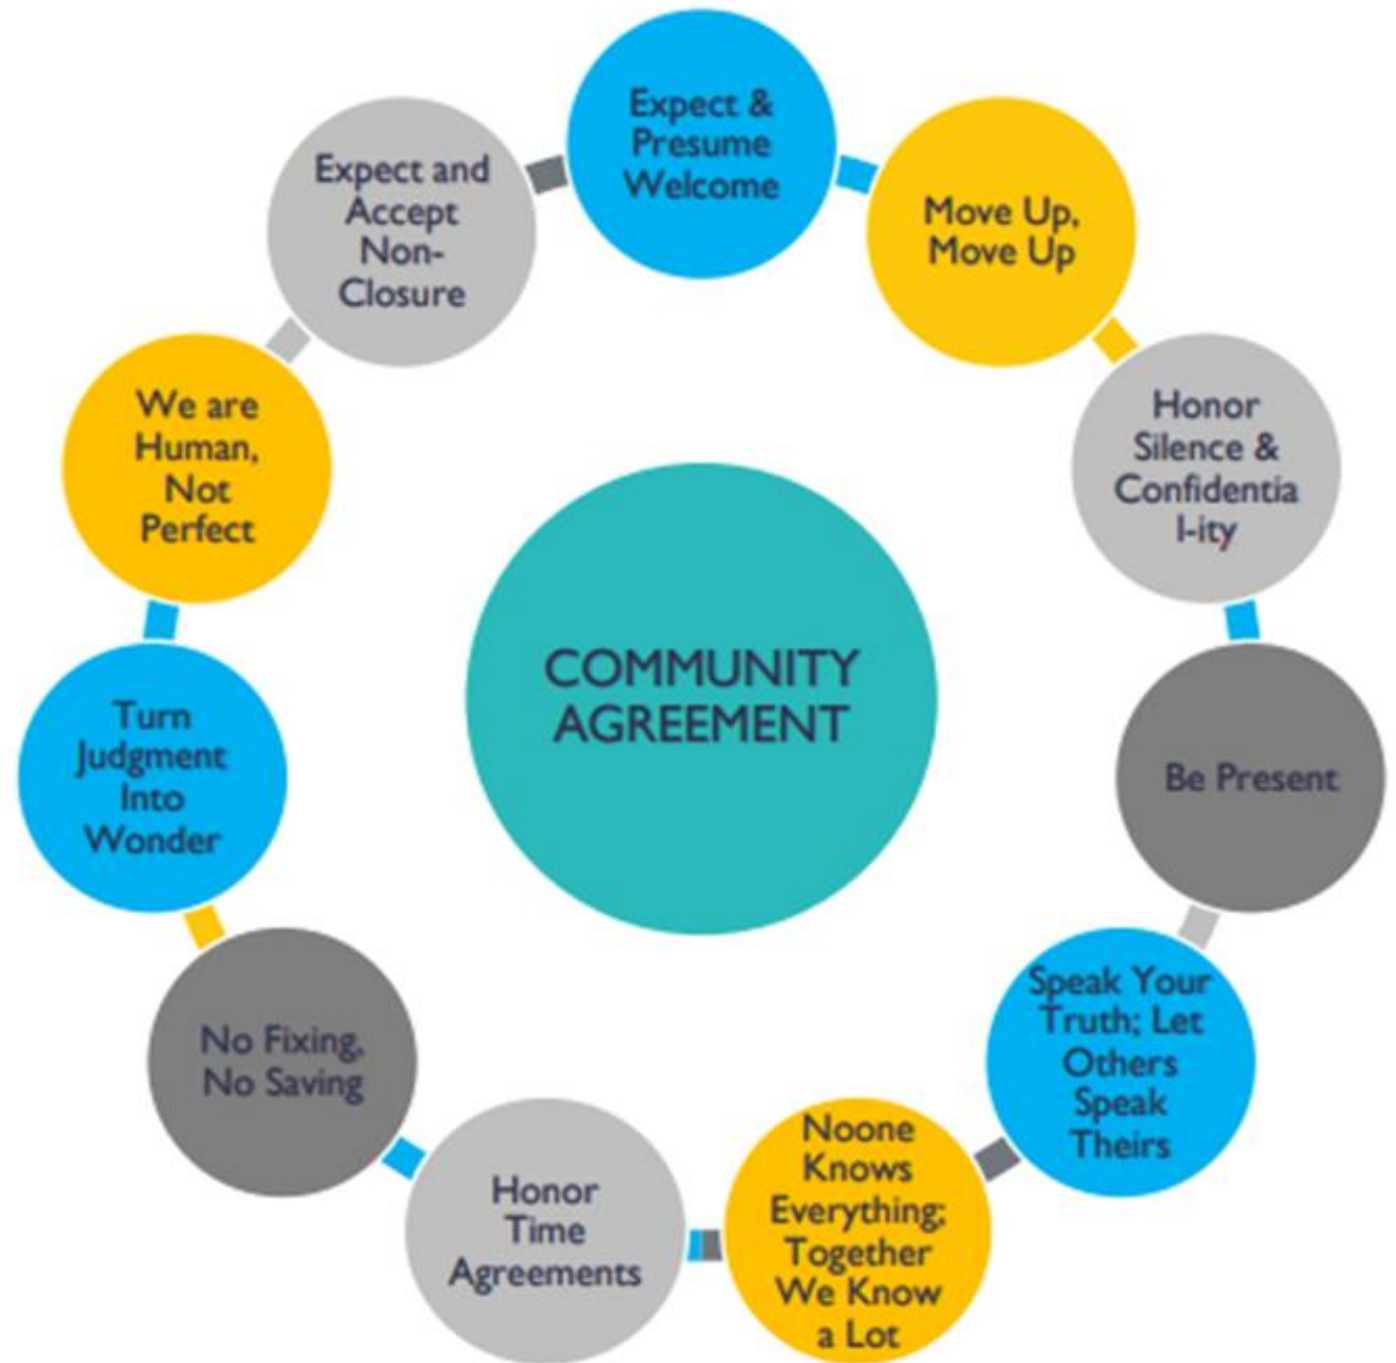 Expect &
Presume
Welcome
Move Up,
Move Up
Honor
Silence &
Confidentia
l-ity
Be Present
Speak Your
Truth; Let
Others
Speak
Theirs
Noone
Knows
Everything;
Together
We Know
a Lot
Honor
Time
Agreements
No Fixing,
No Saving
Turn
Judgment
Into
Wonder
We are
Human,
Not
Perfect
Expect and
Accept
Non-
Closure
COMMUNITY
AGREEMENT